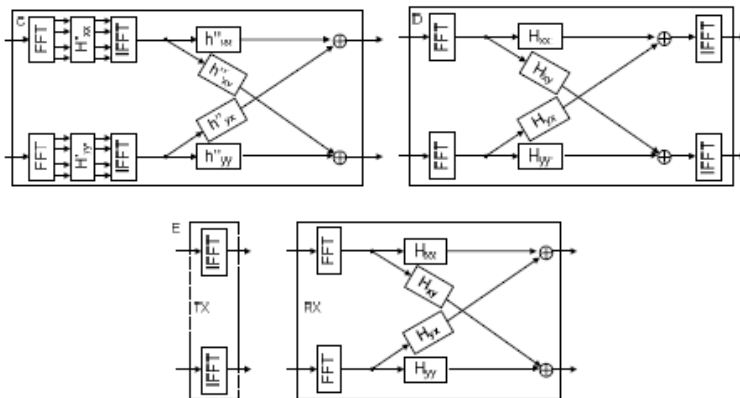 C
FFT H'xx IFFT h''xx
h''xy
h''yx
FFT H'yy IFFT h''yy
D
FFT Hxx IFFT
Hxy
Hyx
FFT Hyy IFFT
E
IFFT FFT Hxx
Hxy
TX RX
Hyx
IFFT FFT Hyy